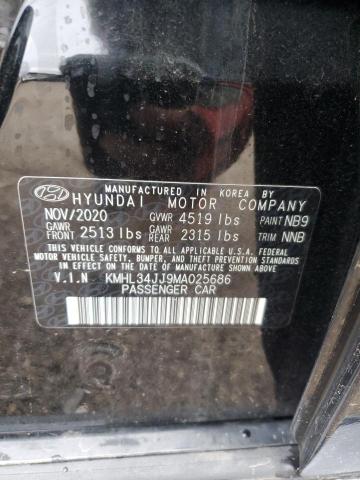 MANUFACTURED IN KOREA BY
HYUNDAI MOTOR COMPANY
NOV/2020 GVWR 4519 lbs PAINT NB9
GAWR FRONT 2513 lbs GAWR REAR 2315 lbs TRIM NNB
THIS VEHICLE CONFORMS TO ALL APPLICABLE U.S.A. FEDERAL
MOTOR VEHICLE SAFETY, BUMPER, AND THEFT PREVENTION
STANDARDS IN EFFECT ON THE DATE OF MANUFACTURE SHOWN ABOVE.
V.I.N KMHL34JJ9MA025686
PASSENGER CAR